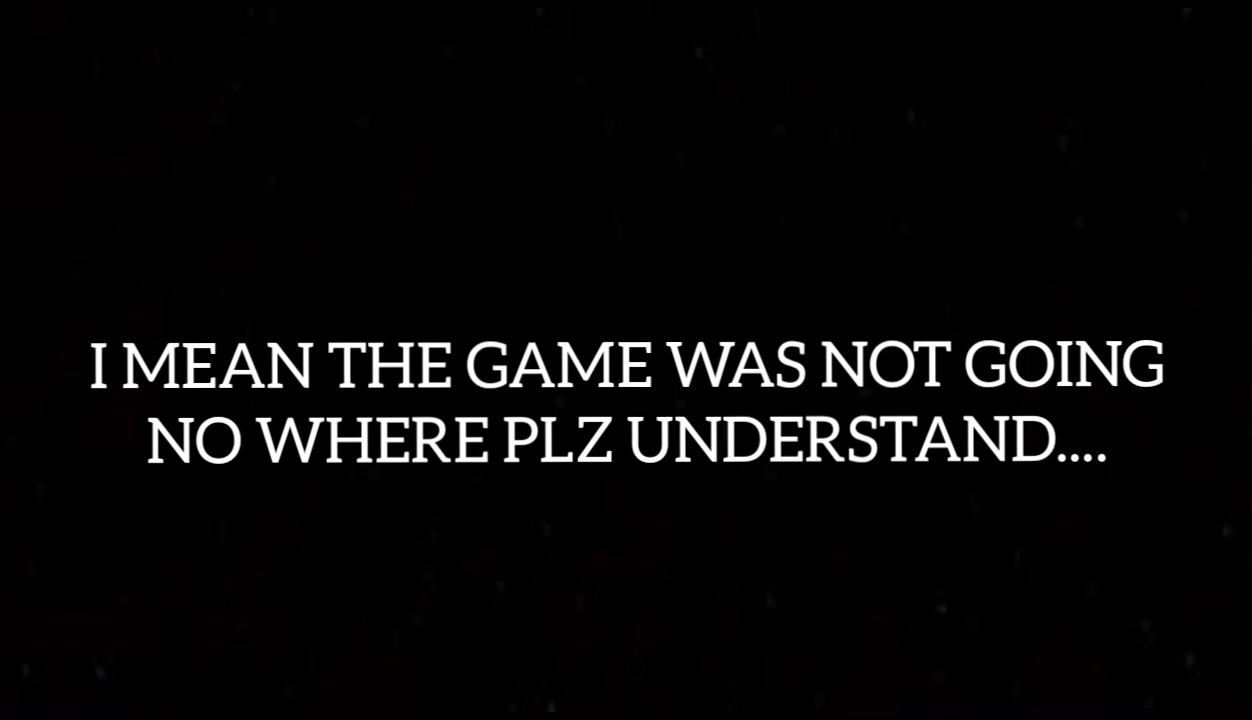 I MEAN THE GAME WAS NOT GOING
NO WHERE PLZ UNDERSTAND....